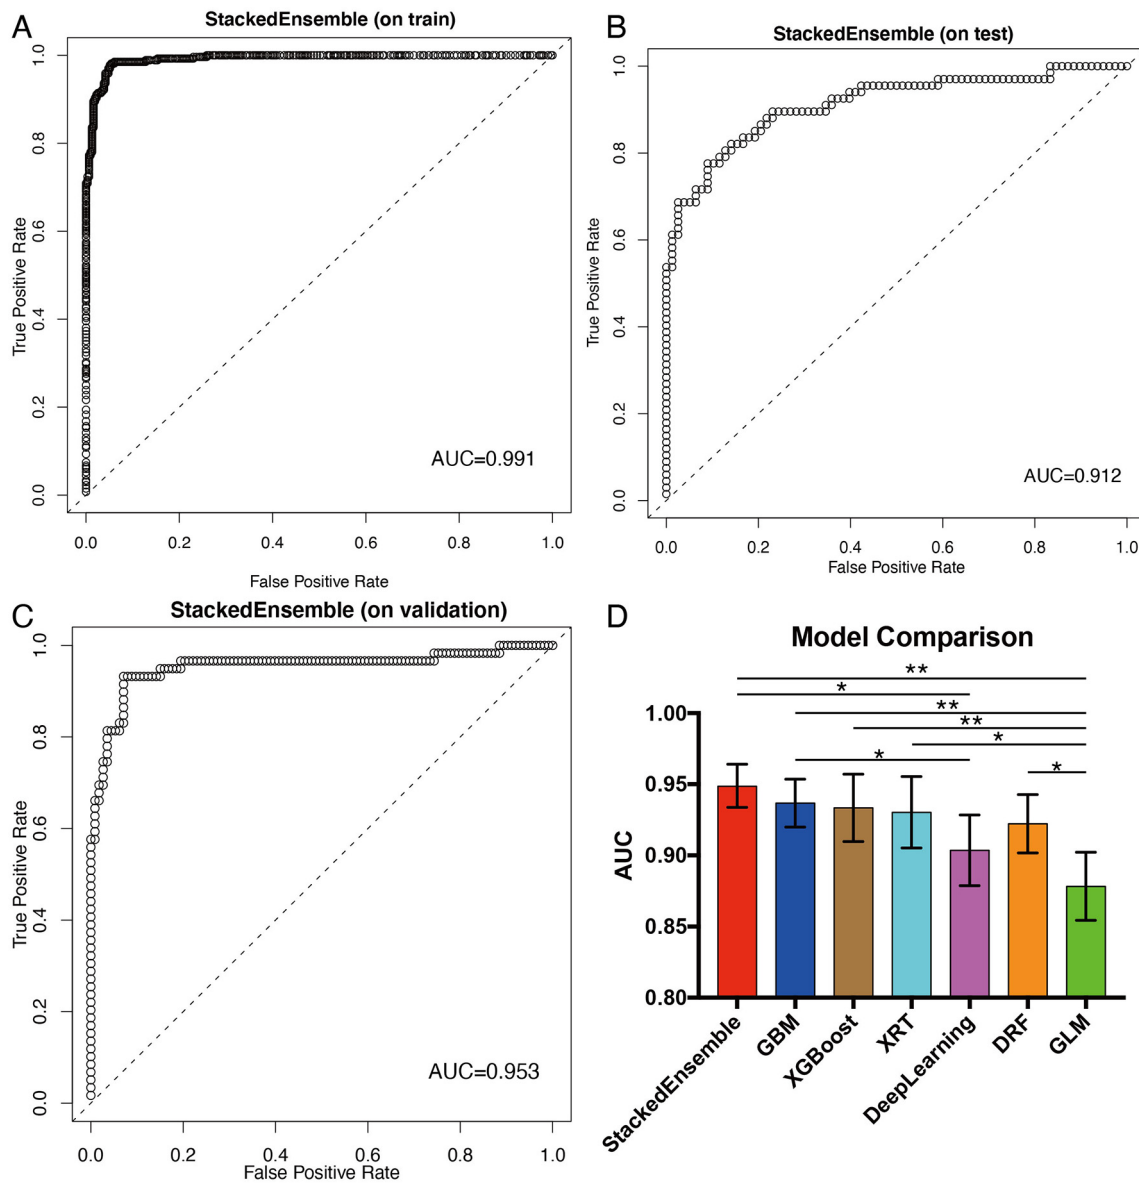 A
StackedEnsemble (on train)
True Positive Rate
1.0
0.8
0.6
0.4
0.2
0.0
AUC=0.991
0.0 0.2 0.4 0.6 0.8 1.0
False Positive Rate
B
StackedEnsemble (on test)
True Positive Rate
1.0
0.8
0.6
0.4
0.2
0.0
AUC=0.912
0.0 0.2 0.4 0.6 0.8 1.0
False Positive Rate
C
StackedEnsemble (on validation)
True Positive Rate
1.0
0.8
0.6
0.4
0.2
0.0
AUC=0.953
0.0 0.2 0.4 0.6 0.8 1.0
False Positive Rate
D
Model Comparison
**
*
**
**
*
*
*
AUC
1.00
0.95
0.90
0.85
0.80
StackedEnsemble
GBM
XGBoost
XRT
DeepLearning
DRF
GLM